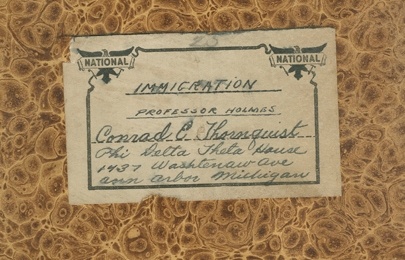 25
NATIONAL NATIONAL
IMMIGRATION
PROFESSOR HOLMES
Conrad E. Thornquist
Phi Delta Theta House
1437 Washtenaw Ave
Ann Arbor Michigan